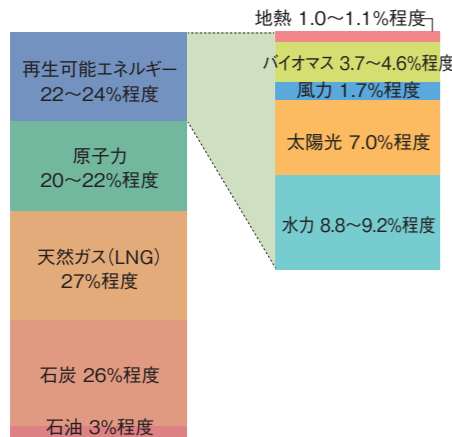 再生可能エネルギー
22～24%程度
原子力
20～22%程度
天然ガス(LNG)
27%程度
石炭 26%程度
石油 3%程度
地熱 1.0～1.1%程度
バイオマス 3.7～4.6%程度
風力 1.7%程度
太陽光 7.0%程度
水力 8.8～9.2%程度